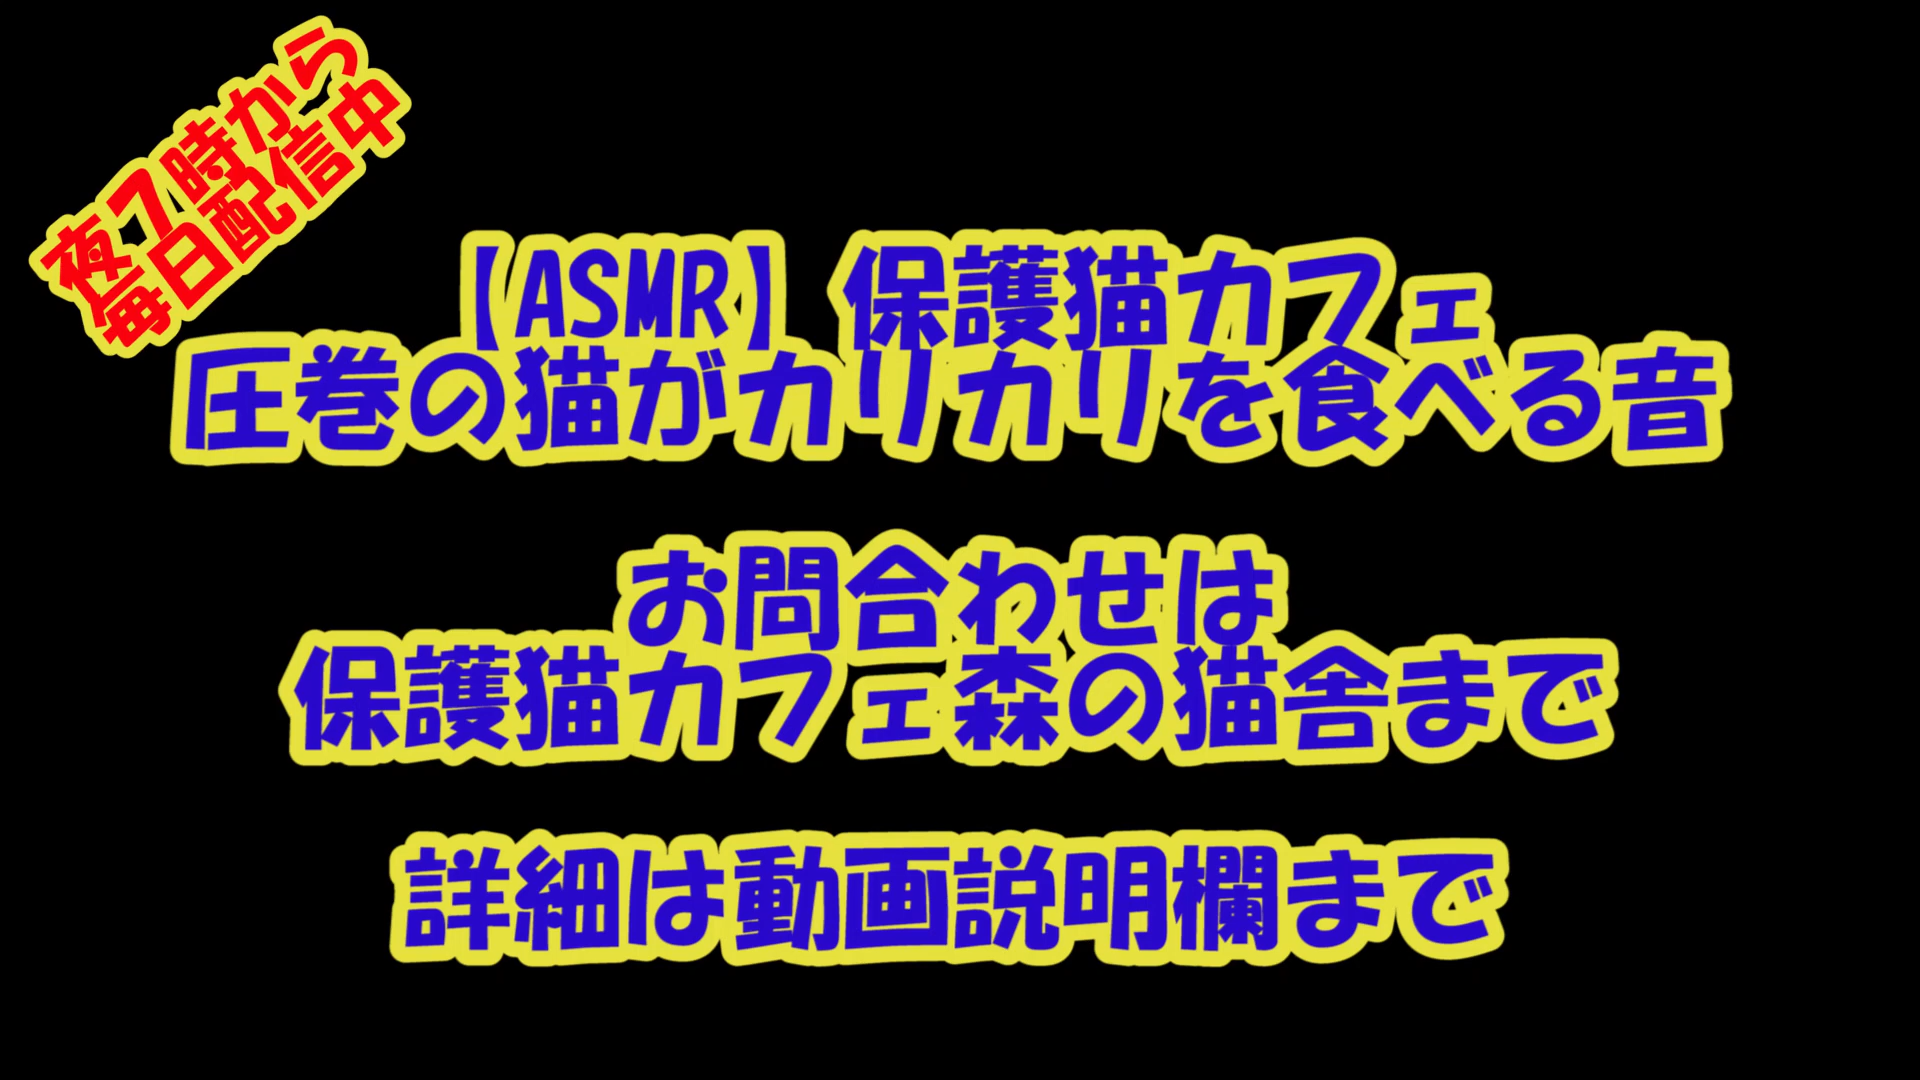 夜7時から
毎日配信中
【ASMR】保護猫カフェ
圧巻の猫がカリカリを食べる音
お問合わせは
保護猫カフェ森の猫舎まで
詳細は動画説明欄まで